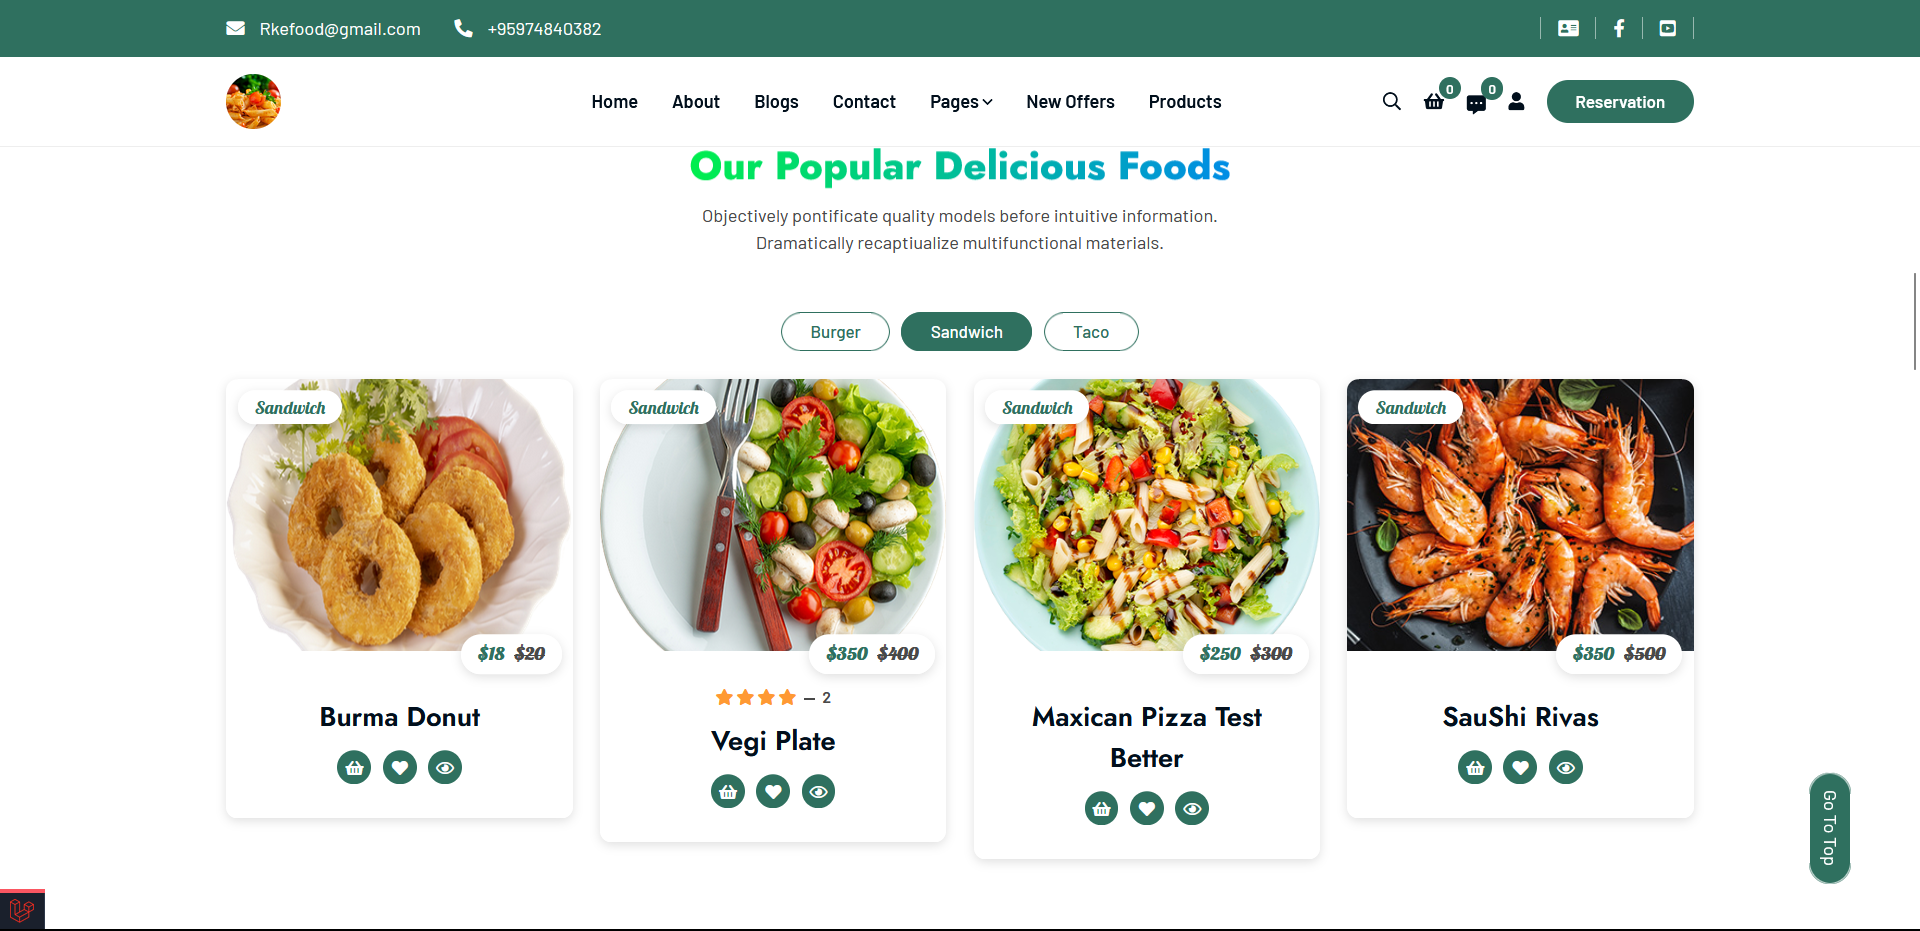 Rkefood@gmail.com +95974840382
Home About Blogs Contact Pages New Offers Products 0 0 Reservation
Our Popular Delicious Foods
Objectively pontificate quality models before intuitive information.
Dramatically recaptiualize multifunctional materials.
Burger Sandwich Taco
Sandwich
$18 $20
Burma Donut
Sandwich
$350 $400
— 2
Vegi Plate
Sandwich
$250 $300
Maxican Pizza Test
Better
Sandwich
$350 $500
SauShi Rivas
Go To Top